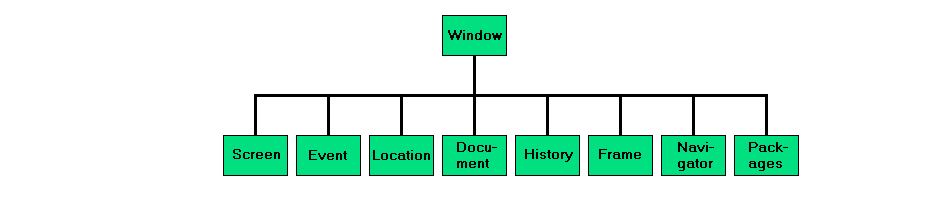 Window
Screen
Event
Location
Docu-
ment
History
Frame
Navi-
gator
Pack-
ages